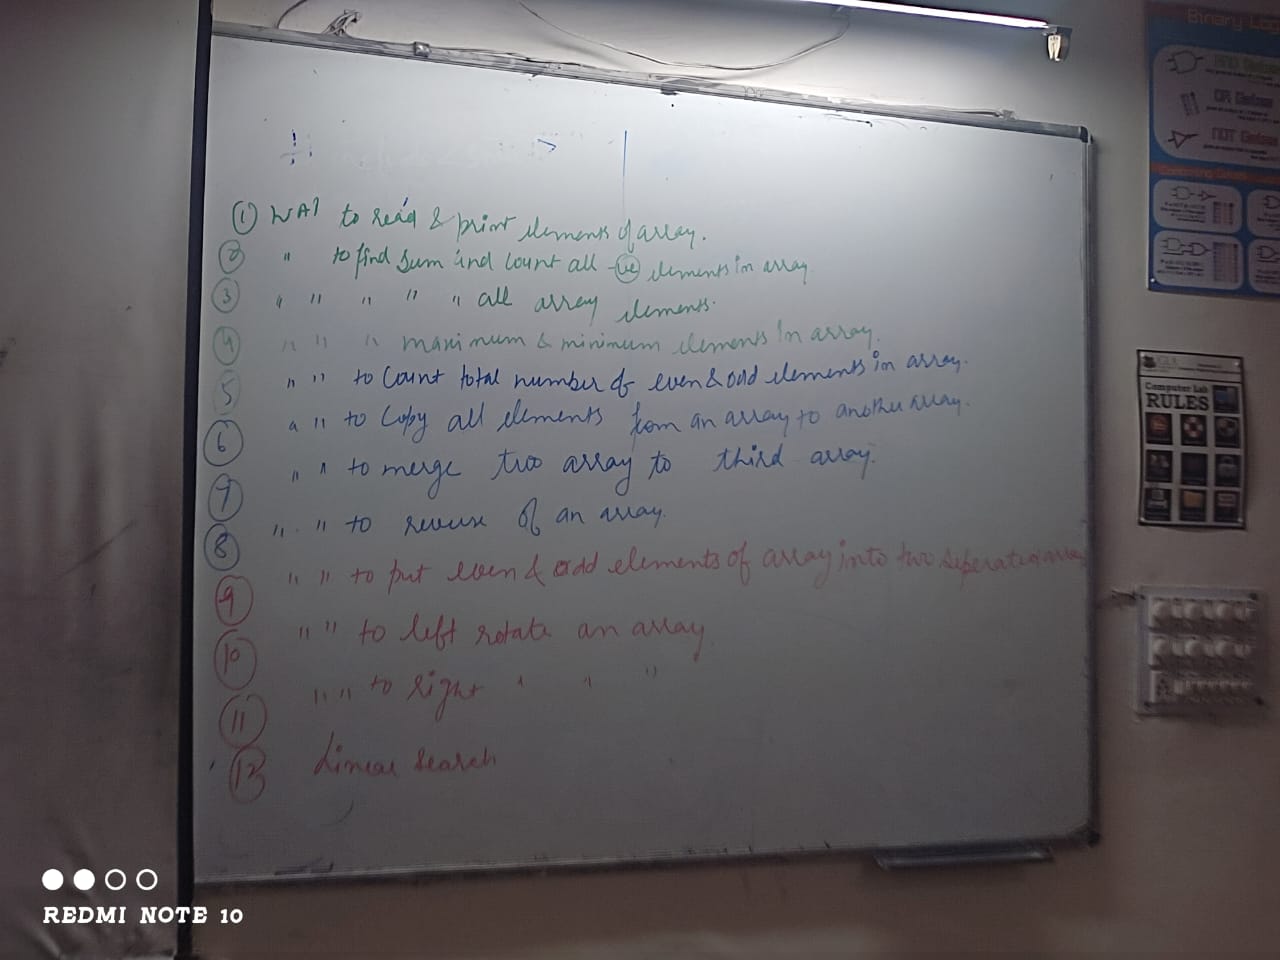 ① WAP to read & print elements of array.
② " to find sum and count all -ve elements in array
③ " " " " " all array elements.
④ " " " maximum & minimum elements in array.
5 " " to Count total number of even & odd elements in array.
⑥ " " to Copy all elements from an array to another array.
⑦ " " to merge two array to third array.
⑧ " " to reverse of an array.
⑨ " " to put even & odd elements of array into two seperate array
⑩ " " to left rotate an array
⑪ " " to right " " "
⑫ Linear Search
Binary Log
OR Gate
NOT Gate
Computer Lab
RULES
REDMI NOTE 10